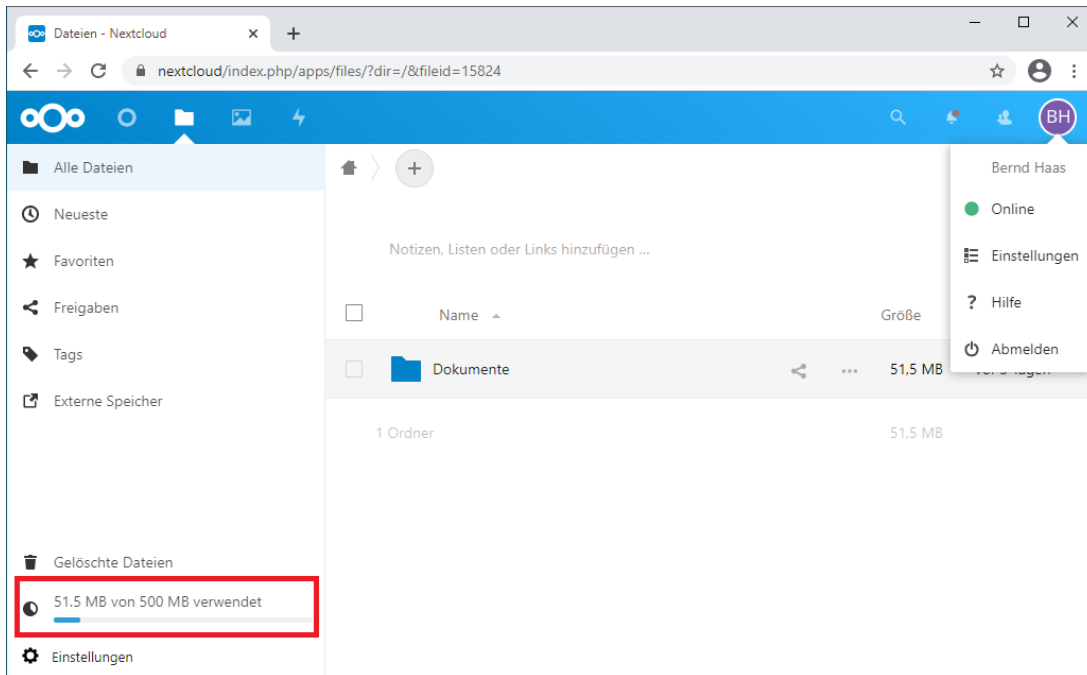 Dateien - Nextcloud
nextcloud/index.php/apps/files/?dir=/&fileid=15824
BH
Alle Dateien
Neueste
Favoriten
Freigaben
Tags
Externe Speicher
Gelöschte Dateien
51.5 MB von 500 MB verwendet
Einstellungen
Notizen, Listen oder Links hinzufügen ...
Name Größe
Dokumente 51,5 MB
1 Ordner 51,5 MB
Bernd Haas
Online
Einstellungen
? Hilfe
Abmelden